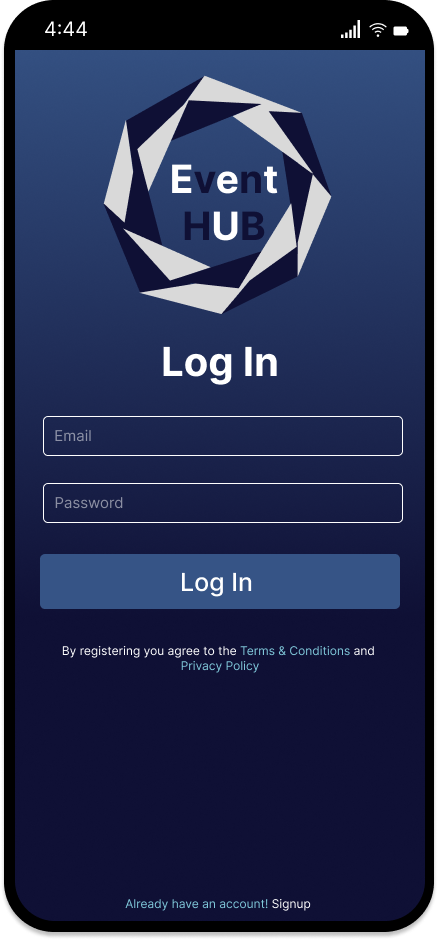 4:44
Event
HUB
Log In
Email
Password
Log In
By registering you agree to the Terms & Conditions and
Privacy Policy
Already have an account! Signup